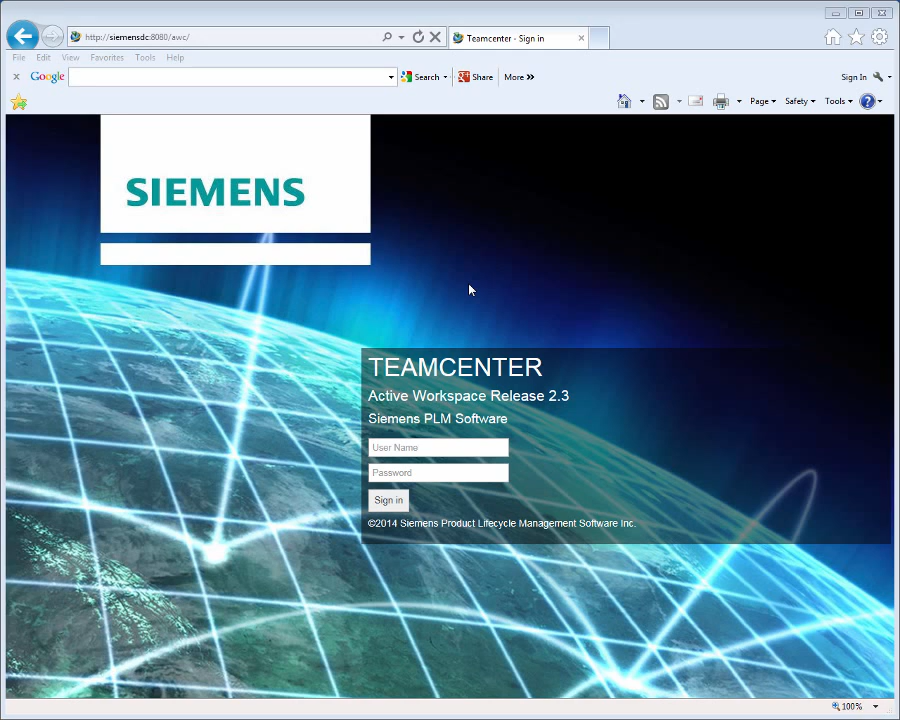 http://siemensdc:8080/awc/
Teamcenter - Sign in
File Edit View Favorites Tools Help
Google Search Share More »
Sign In
Page Safety Tools
SIEMENS
TEAMCENTER
Active Workspace Release 2.3
Siemens PLM Software
User Name
Password
Sign in
©2014 Siemens Product Lifecycle Management Software Inc.
100%